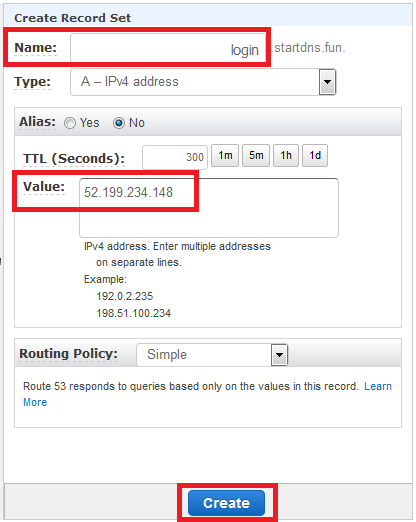 Create Record Set
Name: login .startdns.fun.
Type: A – IPv4 address
Alias: Yes No
TTL (Seconds): 300 1m 5m 1h 1d
Value: 52.199.234.148
IPv4 address. Enter multiple addresses
on separate lines.
Example:
192.0.2.235
198.51.100.234
Routing Policy: Simple
Route 53 responds to queries based only on the values in this record. Learn
More
Create